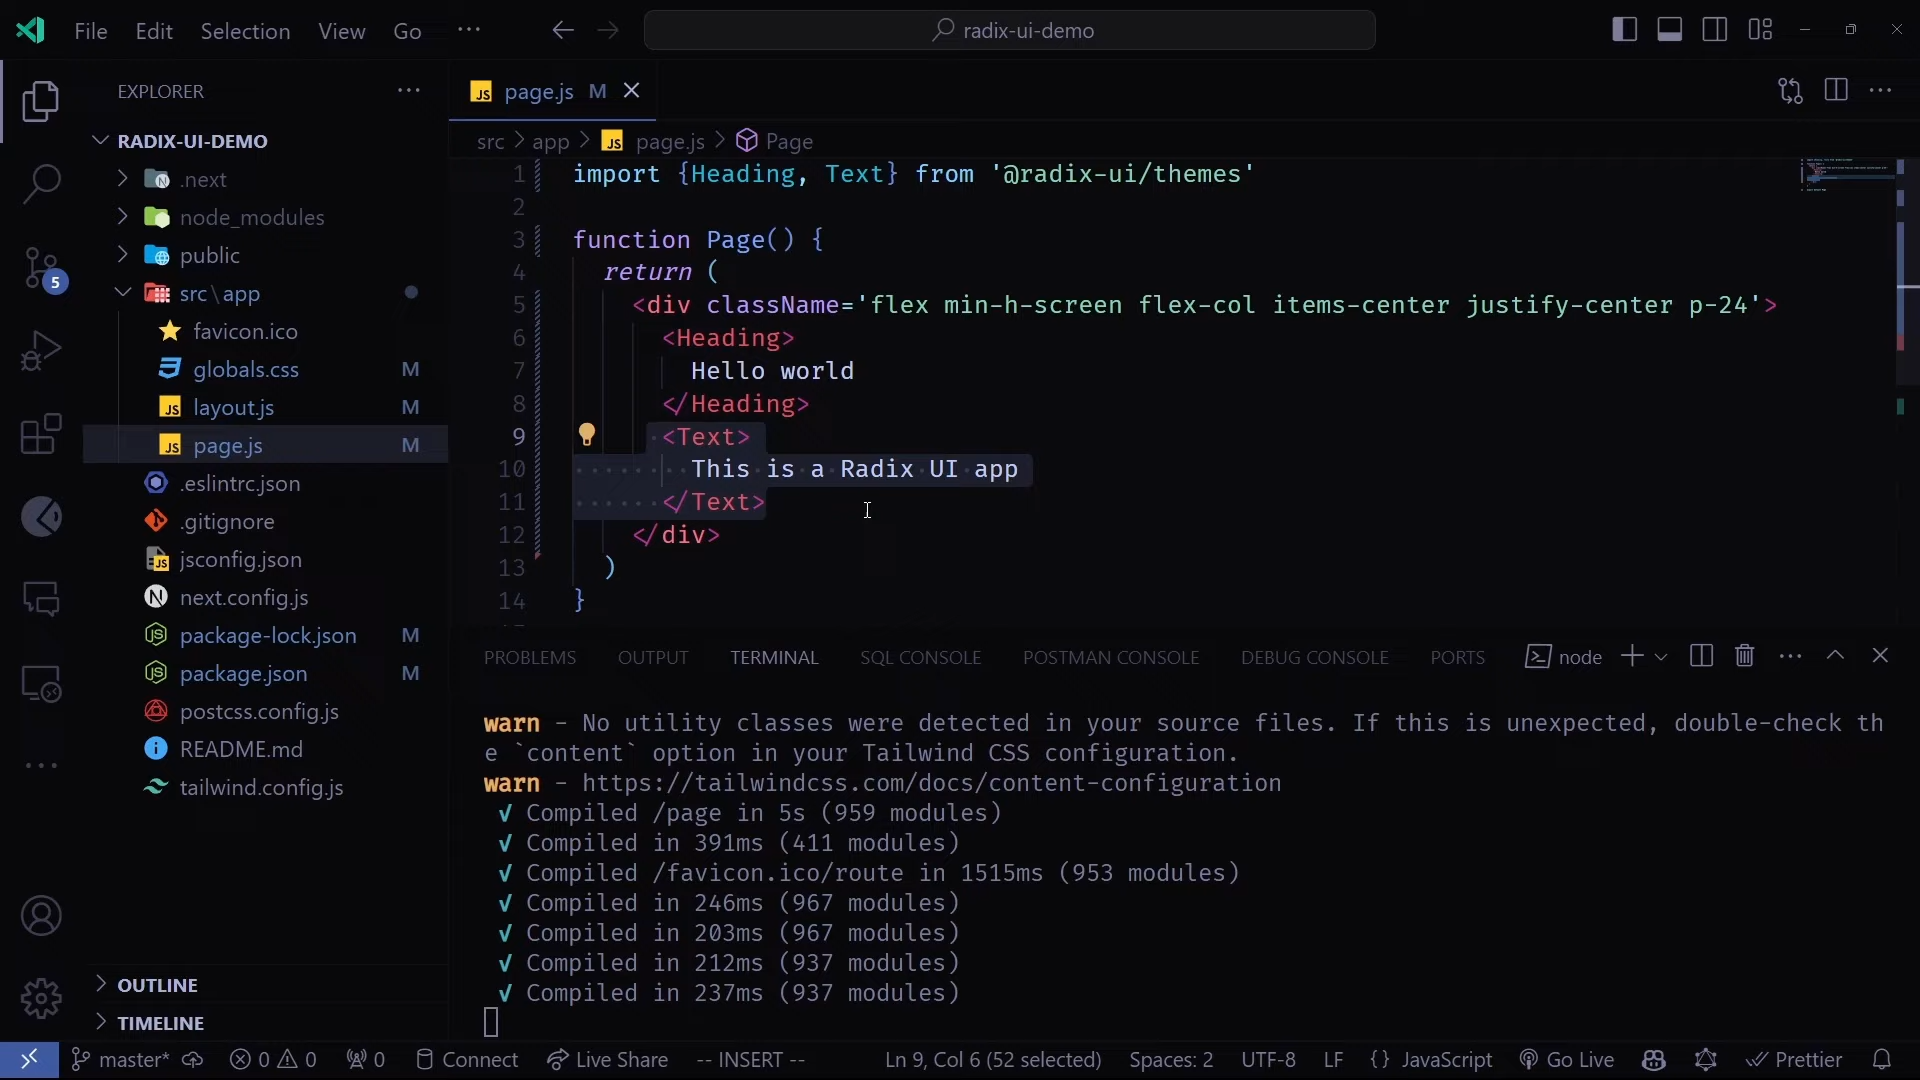 File Edit Selection View Go ···
radix-ui-demo
EXPLORER ···
RADIX-UI-DEMO
.next
node_modules
public
src\app
favicon.ico
globals.css M
layout.js M
page.js M
.eslintrc.json
.gitignore
jsconfig.json
next.config.js
package-lock.json M
package.json M
postcss.config.js
README.md
tailwind.config.js
OUTLINE
TIMELINE
5
JS page.js M
src > app > JS page.js > Page
1 import {Heading, Text} from '@radix-ui/themes'
2
3 function Page() {
4 return (
5 <div className='flex min-h-screen flex-col items-center justify-center p-24'>
6 <Heading>
7 Hello world
8 </Heading>
9 <Text>
10 This is a Radix UI app
11 </Text>
12 </div>
13 )
14 }
PROBLEMS OUTPUT TERMINAL SQL CONSOLE POSTMAN CONSOLE DEBUG CONSOLE PORTS node
warn - No utility classes were detected in your source files. If this is unexpected, double-check th
e `content` option in your Tailwind CSS configuration.
warn - https://tailwindcss.com/docs/content-configuration
√ Compiled /page in 5s (959 modules)
√ Compiled in 391ms (411 modules)
√ Compiled /favicon.ico/route in 1515ms (953 modules)
√ Compiled in 246ms (967 modules)
√ Compiled in 203ms (967 modules)
√ Compiled in 212ms (937 modules)
√ Compiled in 237ms (937 modules)
master* 0 0 0 Connect Live Share -- INSERT -- Ln 9, Col 6 (52 selected) Spaces: 2 UTF-8 LF {} JavaScript Go Live Prettier